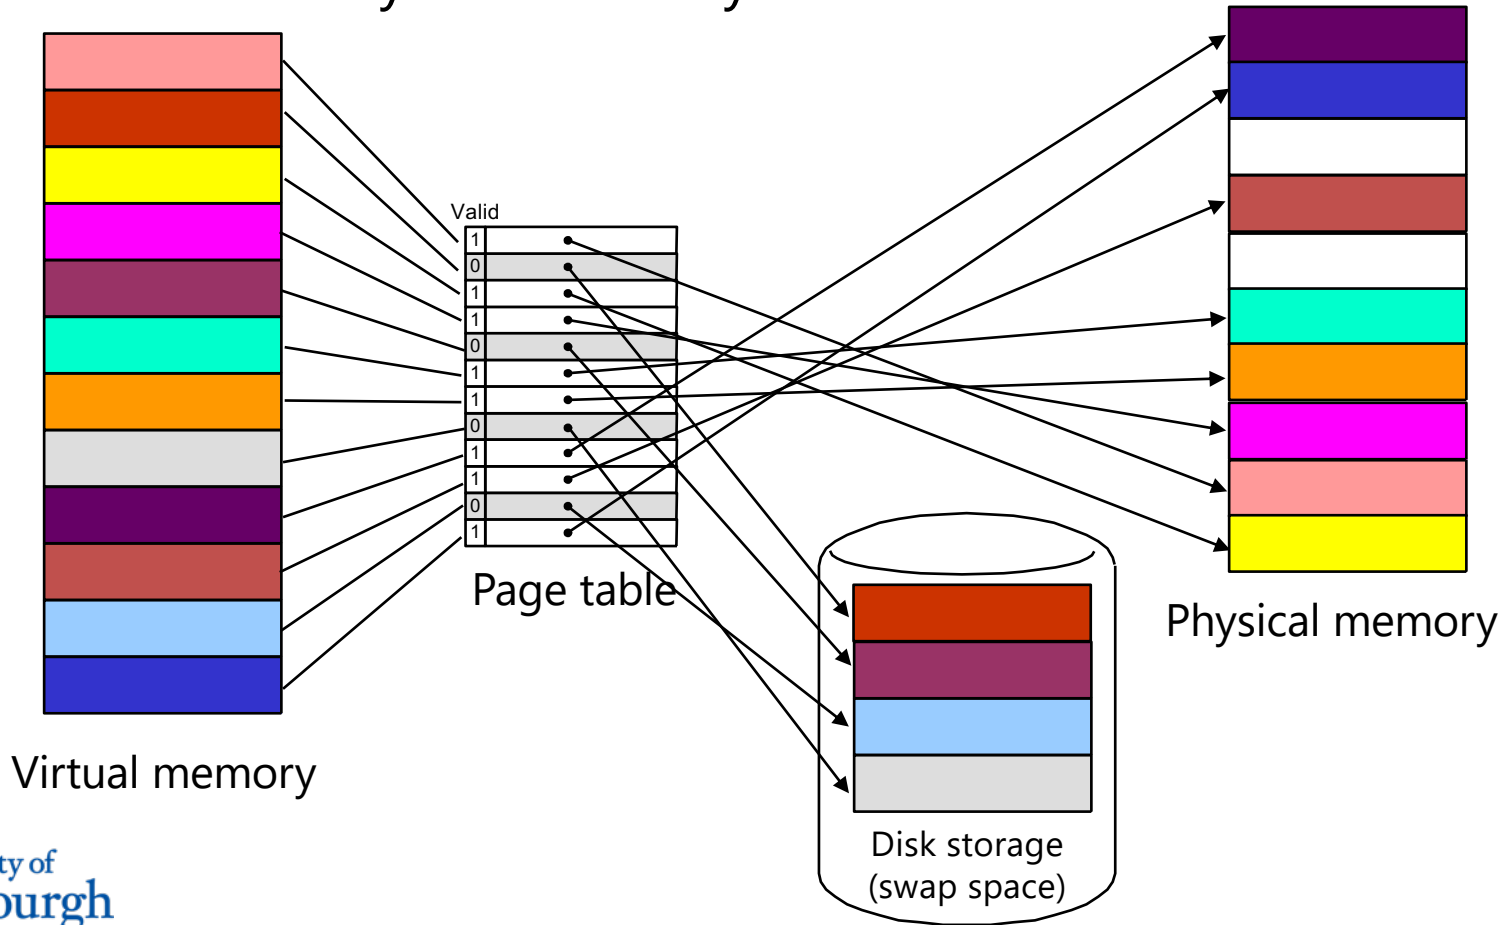 Valid
1
0
1
1
0
1
1
0
1
1
0
1
Page table
Physical memory
Virtual memory
Disk storage
(swap space)
ty of
burgh